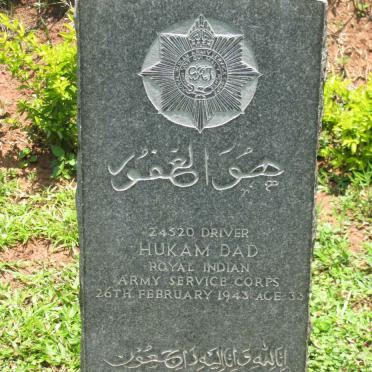 هو الغفور
24520 DRIVER
HUKAM DAD
ROYAL INDIAN
ARMY SERVICE CORPS
26TH FEBRUARY 1943 AGE 33
انا لله وانا اليه راجعون